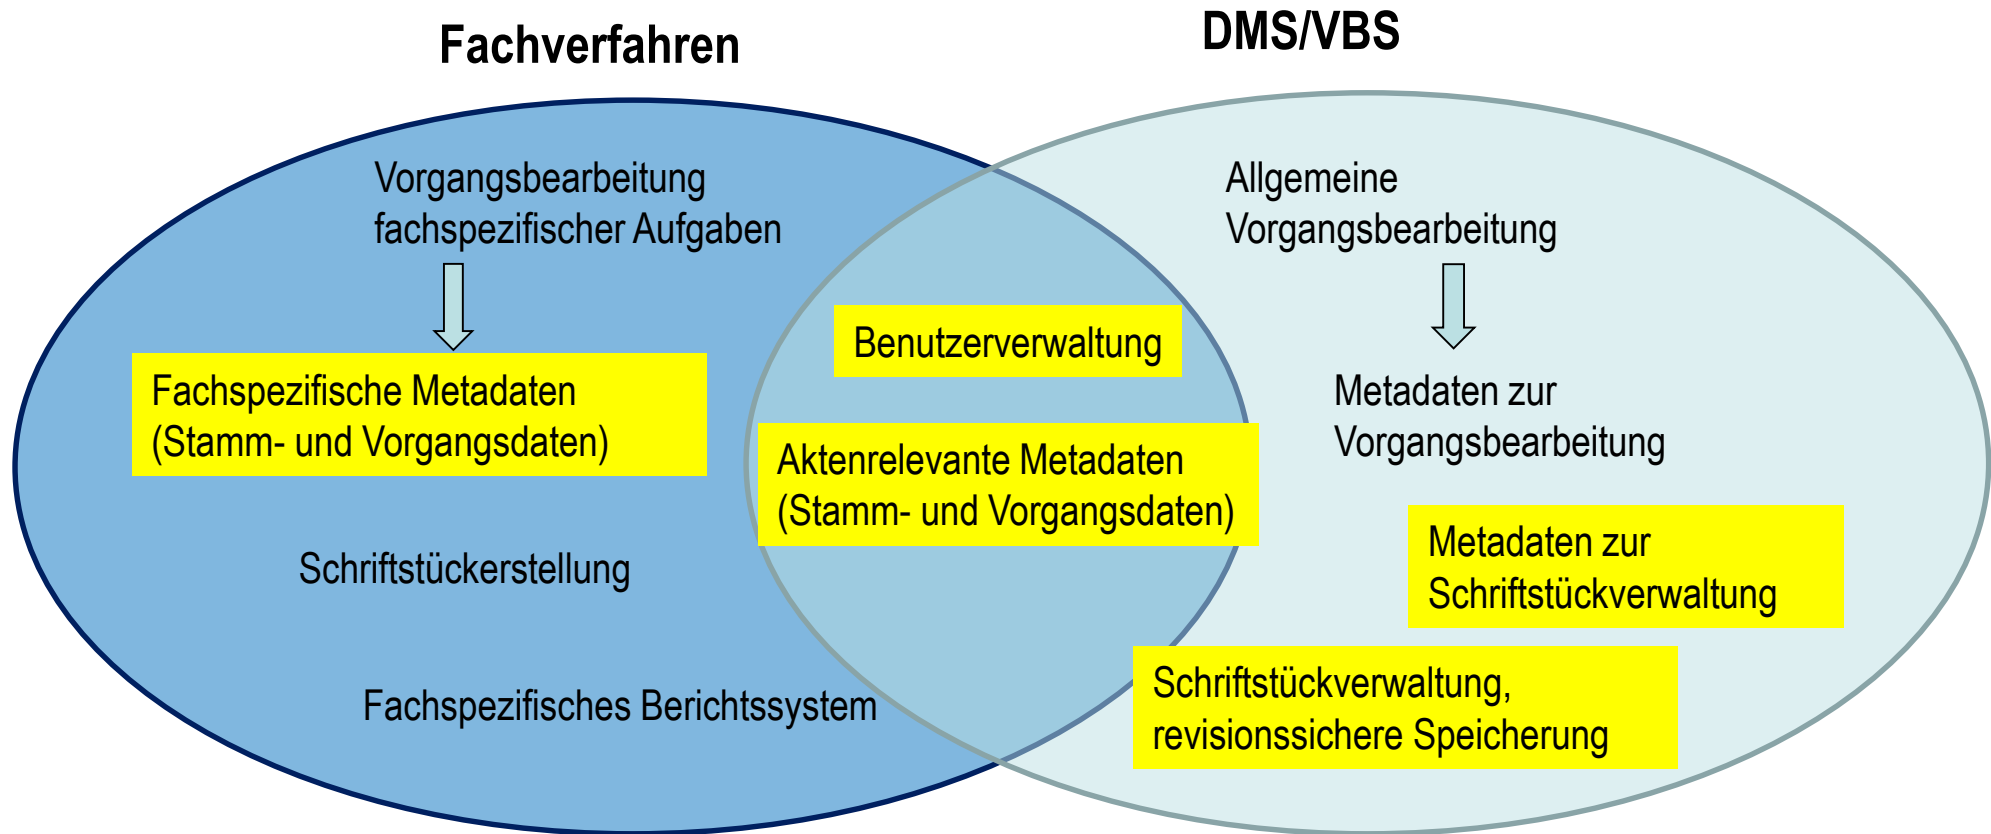 Fachverfahren
DMS/VBS
Vorgangsbearbeitung
fachspezifischer Aufgaben
Fachspezifische Metadaten
(Stamm- und Vorgangsdaten)
Schriftstückerstellung
Fachspezifisches Berichtssystem
Benutzerverwaltung
Aktenrelevante Metadaten
(Stamm- und Vorgangsdaten)
Allgemeine
Vorgangsbearbeitung
Metadaten zur
Vorgangsbearbeitung
Metadaten zur
Schriftstückverwaltung
Schriftstückverwaltung,
revisionssichere Speicherung